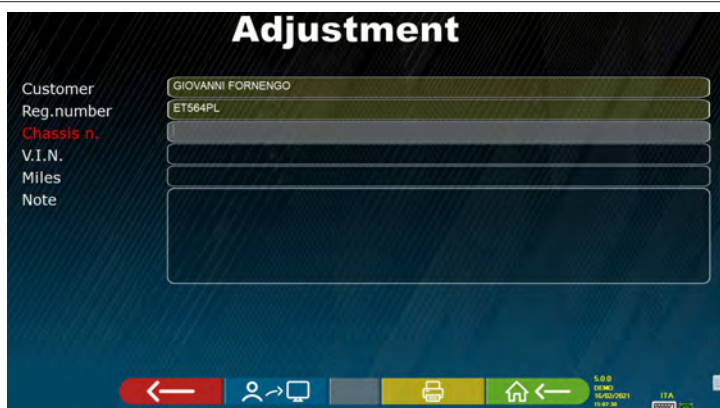 Adjustment
Customer GIOVANNI FORNENGO
Reg.number ET564PL
Chassis n.
V.I.N.
Miles
Note
5.0.0
DEMO
16/02/2021
ITA